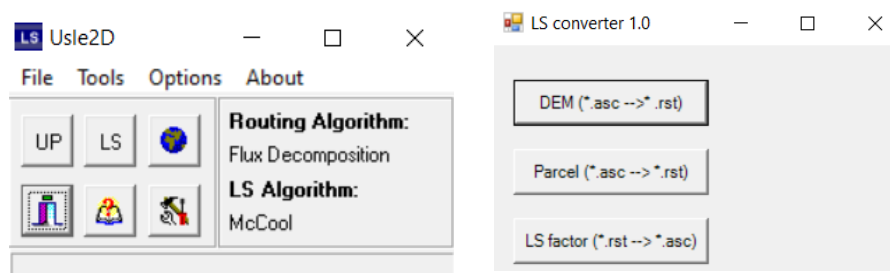 LS Usle2D
File Tools Options About
UP LS
Routing Algorithm:
Flux Decomposition
LS Algorithm:
McCool
LS converter 1.0
DEM (*.asc -->* .rst)
Parcel (*.asc --> *.rst)
LS factor (*.rst --> *.asc)